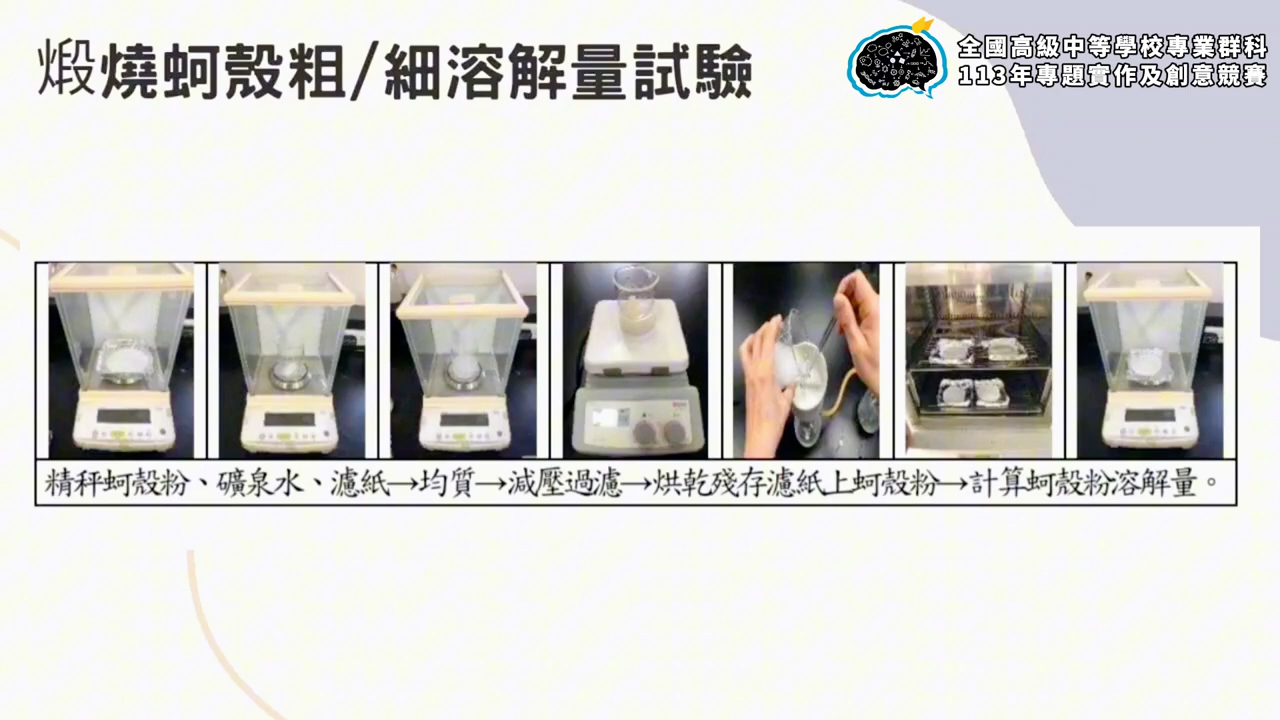 煅燒蚵殼粗/細溶解量試驗
全國高級中等學校專業群科
113年專題實作及創意競賽
精秤蚵殼粉、礦泉水、濾紙→均質→減壓過濾→烘乾殘存濾紙上蚵殼粉→計算蚵殼粉溶解量。